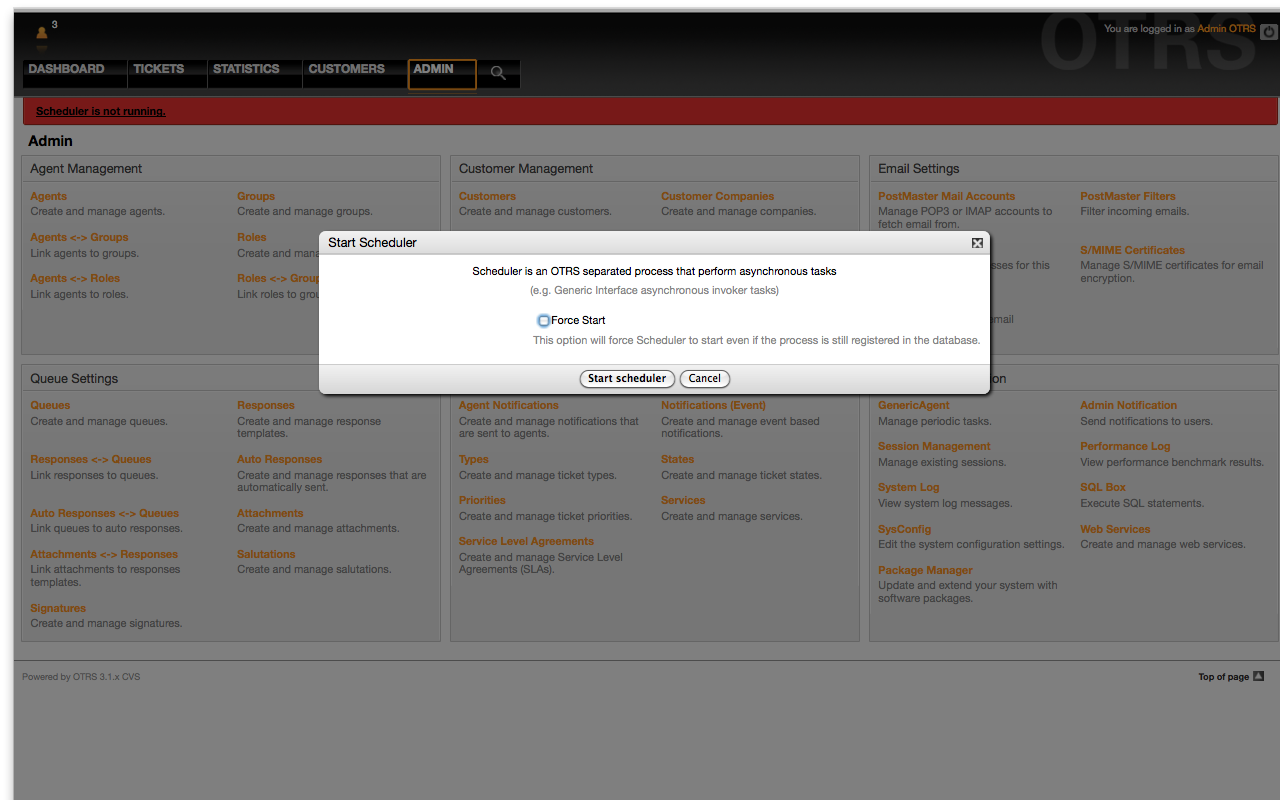 3
OTRS
You are logged in as Admin OTRS
DASHBOARD
TICKETS
STATISTICS
CUSTOMERS
ADMIN
Scheduler is not running.
Admin
Agent Management
Agents
Create and manage agents.
Groups
Create and manage groups.
Agents <-> Groups
Link agents to groups.
Roles
Create and mana
Agents <-> Roles
Link agents to roles.
Roles <-> Group
Link roles to grou
Customer Management
Customers
Create and manage customers.
Customer Companies
Create and manage companies.
Email Settings
PostMaster Mail Accounts
Manage POP3 or IMAP accounts to
fetch email from.
PostMaster Filters
Filter incoming emails.
sses for this
S/MIME Certificates
Manage S/MIME certificates for email
encryption.
email
Start Scheduler
Scheduler is an OTRS separated process that perform asynchronous tasks
(e.g. Generic Interface asynchronous invoker tasks)
Force Start
This option will force Scheduler to start even if the process is still registered in the database.
Start scheduler
Cancel
Queue Settings
Queues
Create and manage queues.
Responses
Create and manage response
templates.
Responses <-> Queues
Link responses to queues.
Auto Responses
Create and manage responses that are
automatically sent.
Auto Responses <-> Queues
Link queues to auto responses.
Attachments
Create and manage attachments.
Attachments <-> Responses
Link attachments to responses
templates.
Salutations
Create and manage salutations.
Signatures
Create and manage signatures.
Agent Notifications
Create and manage notifications that
are sent to agents.
Notifications (Event)
Create and manage event based
notifications.
Types
Create and manage ticket types.
States
Create and manage ticket states.
Priorities
Create and manage ticket priorities.
Services
Create and manage services.
Service Level Agreements
Create and manage Service Level
Agreements (SLAs).
on
GenericAgent
Manage periodic tasks.
Admin Notification
Send notifications to users.
Session Management
Manage existing sessions.
Performance Log
View performance benchmark results.
System Log
View system log messages.
SQL Box
Execute SQL statements.
SysConfig
Edit the system configuration settings.
Web Services
Create and manage web services.
Package Manager
Update and extend your system with
software packages.
Powered by OTRS 3.1.x CVS
Top of page